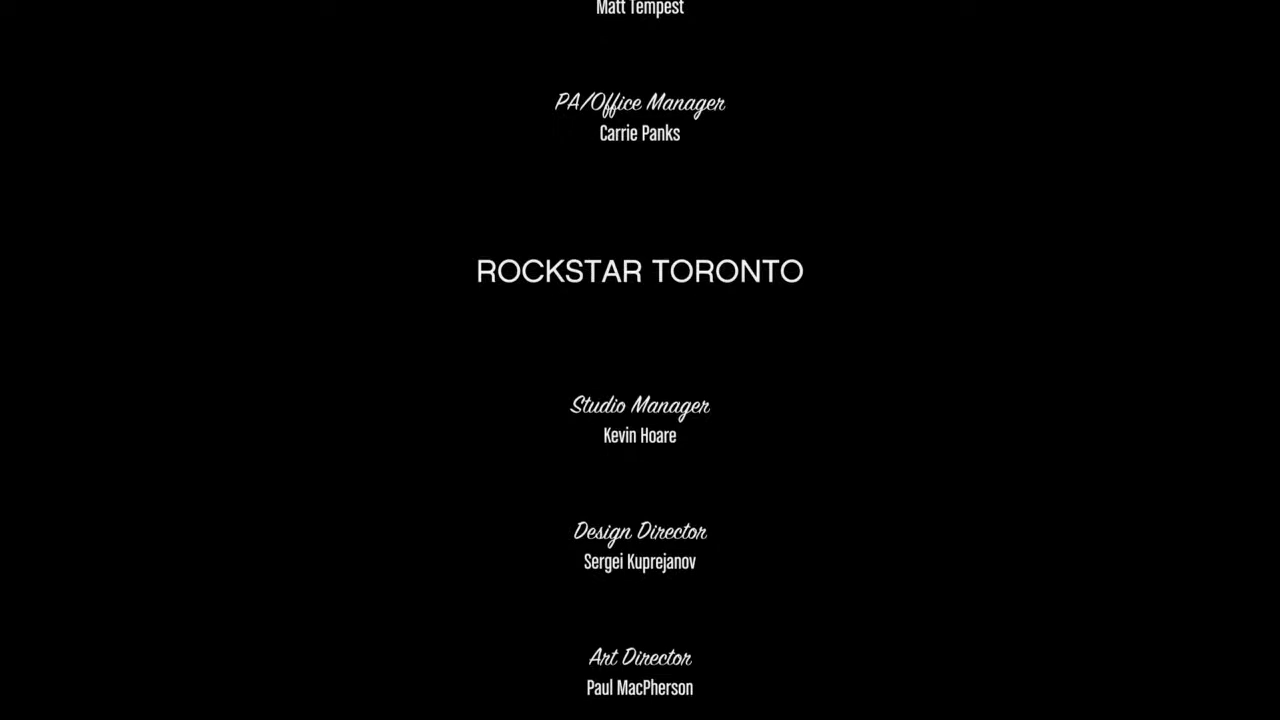 Matt Tempest
PA/Office Manager
Carrie Panks
ROCKSTAR TORONTO
Studio Manager
Kevin Hoare
Design Director
Sergei Kuprejanov
Art Director
Paul MacPherson